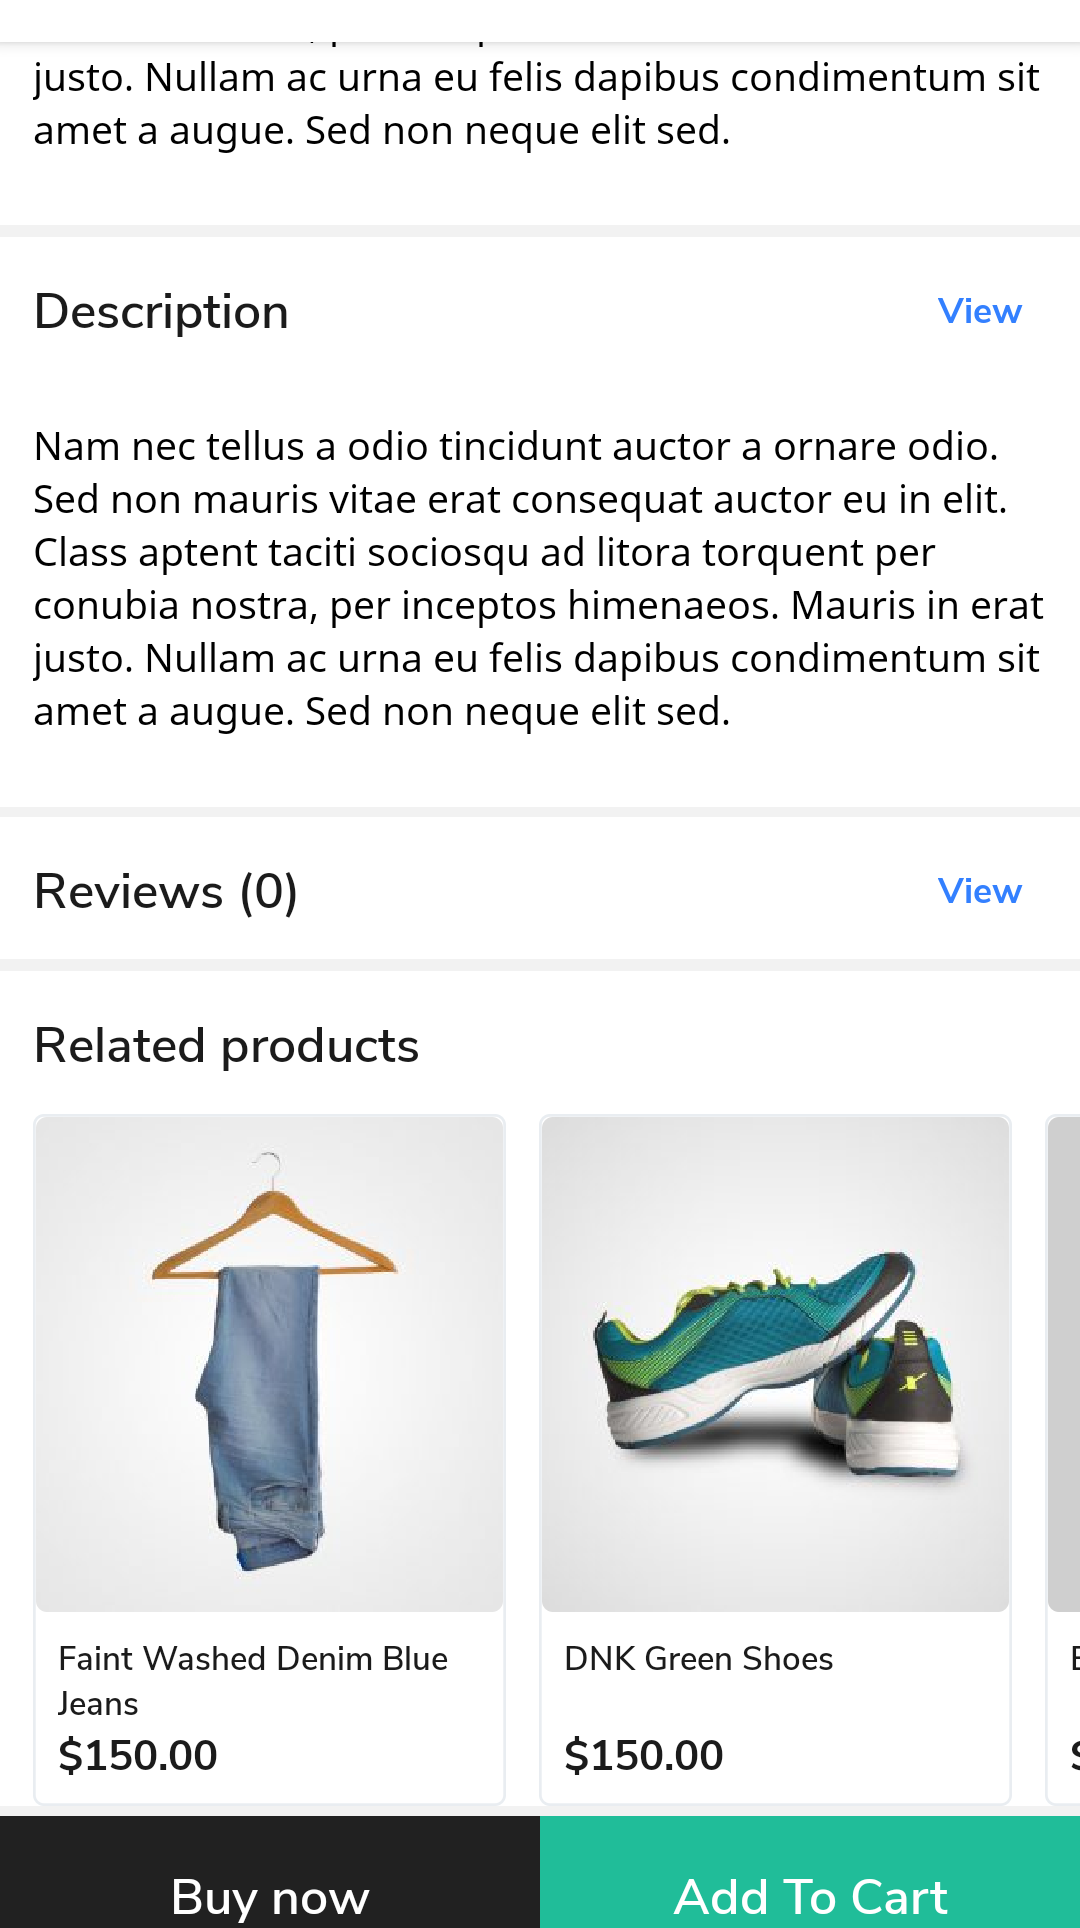 justo. Nullam ac urna eu felis dapibus condimentum sit
amet a augue. Sed non neque elit sed.
Description
View
Nam nec tellus a odio tincidunt auctor a ornare odio.
Sed non mauris vitae erat consequat auctor eu in elit.
Class aptent taciti sociosqu ad litora torquent per
conubia nostra, per inceptos himenaeos. Mauris in erat
justo. Nullam ac urna eu felis dapibus condimentum sit
amet a augue. Sed non neque elit sed.
Reviews (0)
View
Related products
Faint Washed Denim Blue
Jeans
$150.00
DNK Green Shoes
$150.00
Buy now
Add To Cart